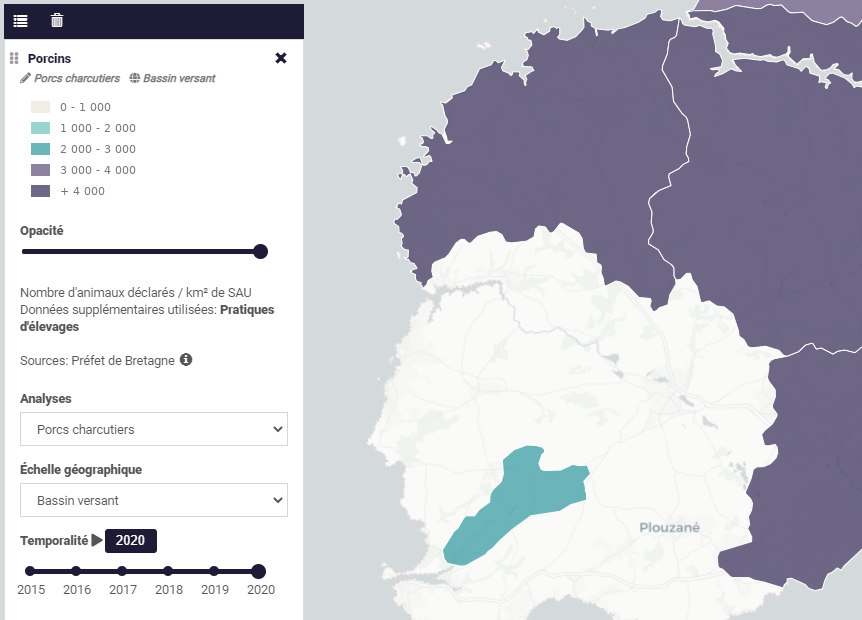 Porcins
Porcs charcutiers Bassin versant
0 - 1 000
1 000 - 2 000
2 000 - 3 000
3 000 - 4 000
+ 4 000
Opacité
Nombre d'animaux déclarés / km² de SAU
Données supplémentaires utilisées: Pratiques
d'élevages
Sources: Préfet de Bretagne
Analyses
Porcs charcutiers
Échelle géographique
Bassin versant
Temporalité 2020
2015 2016 2017 2018 2019 2020
Plouzané